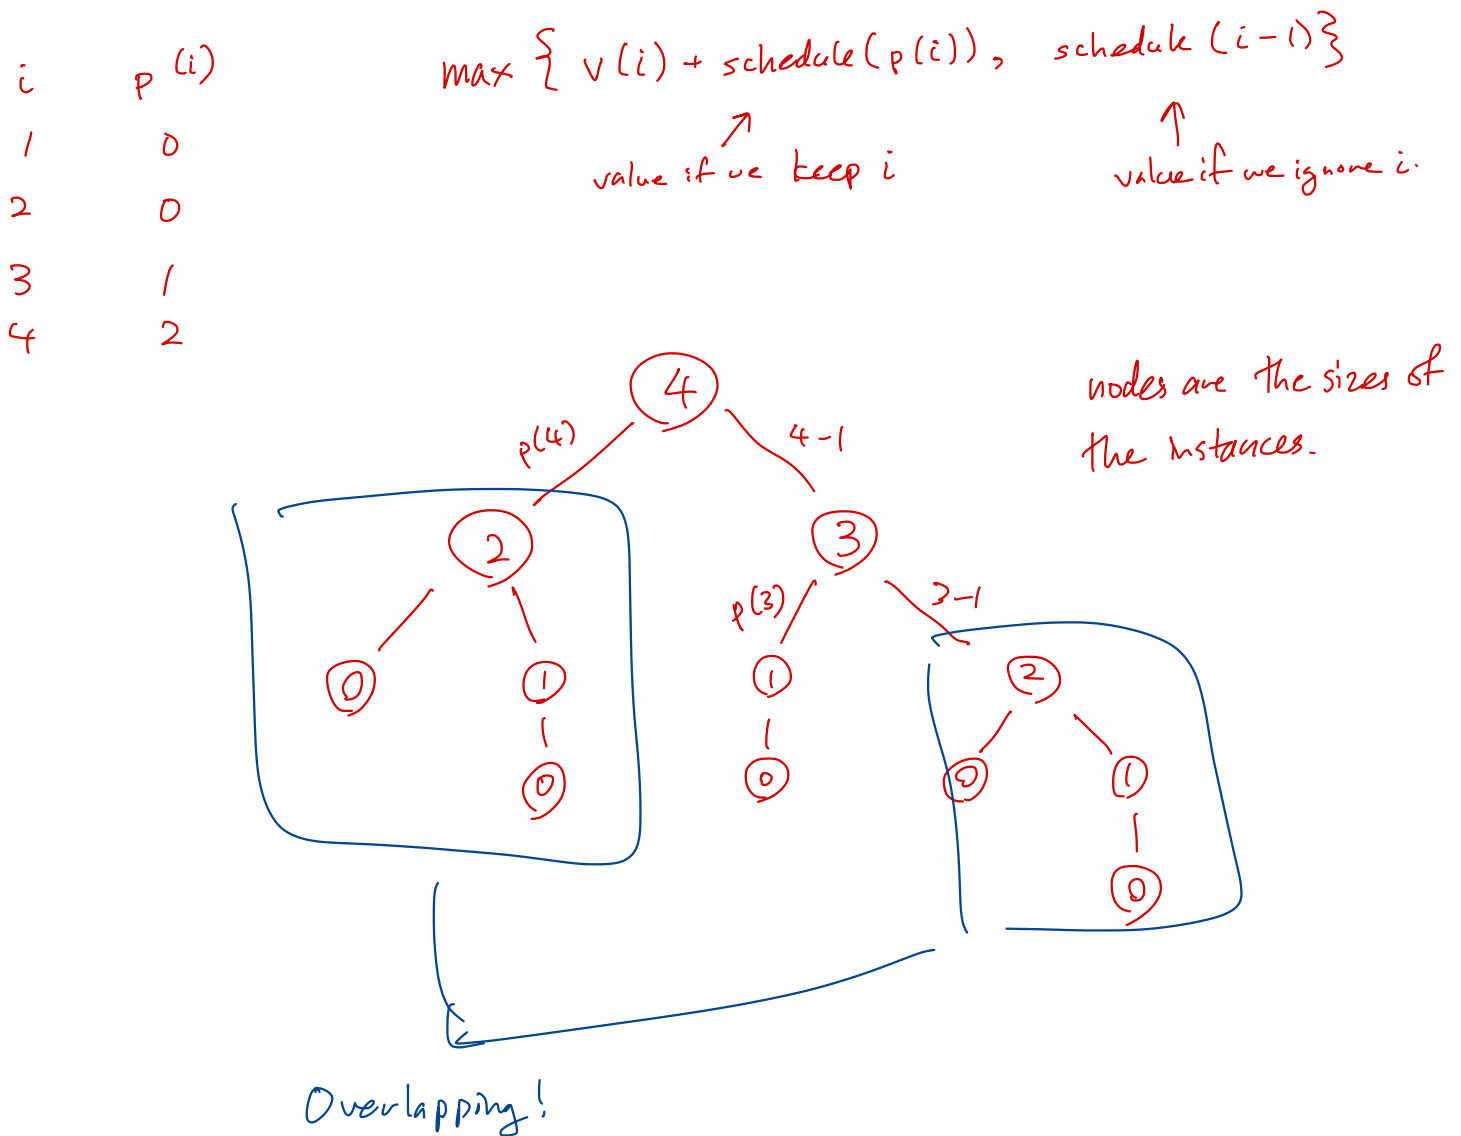 i p(i)
1 0
2 0
3 1
4 2
max { v(i) + schedule(p(i)), schedule(i-1)}
value if we keep i
value if we ignore i.
nodes are the sizes of
the instances.
4
p(4) 4-1
2 3
p(3) 3-1
0 1 1 2
0 0 0 1
0
Overlapping!